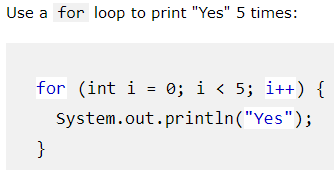 Use a for loop to print "Yes" 5 times:
for (int i = 0; i < 5; i++) {
  System.out.println("Yes");
}